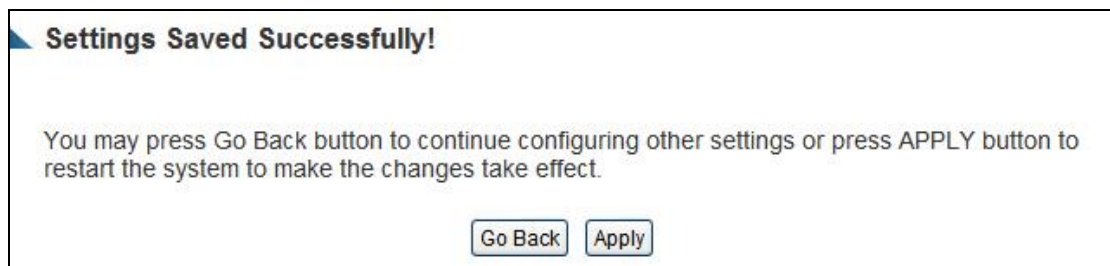 Settings Saved Successfully!
You may press Go Back button to continue configuring other settings or press APPLY button to
restart the system to make the changes take effect.
Go Back Apply